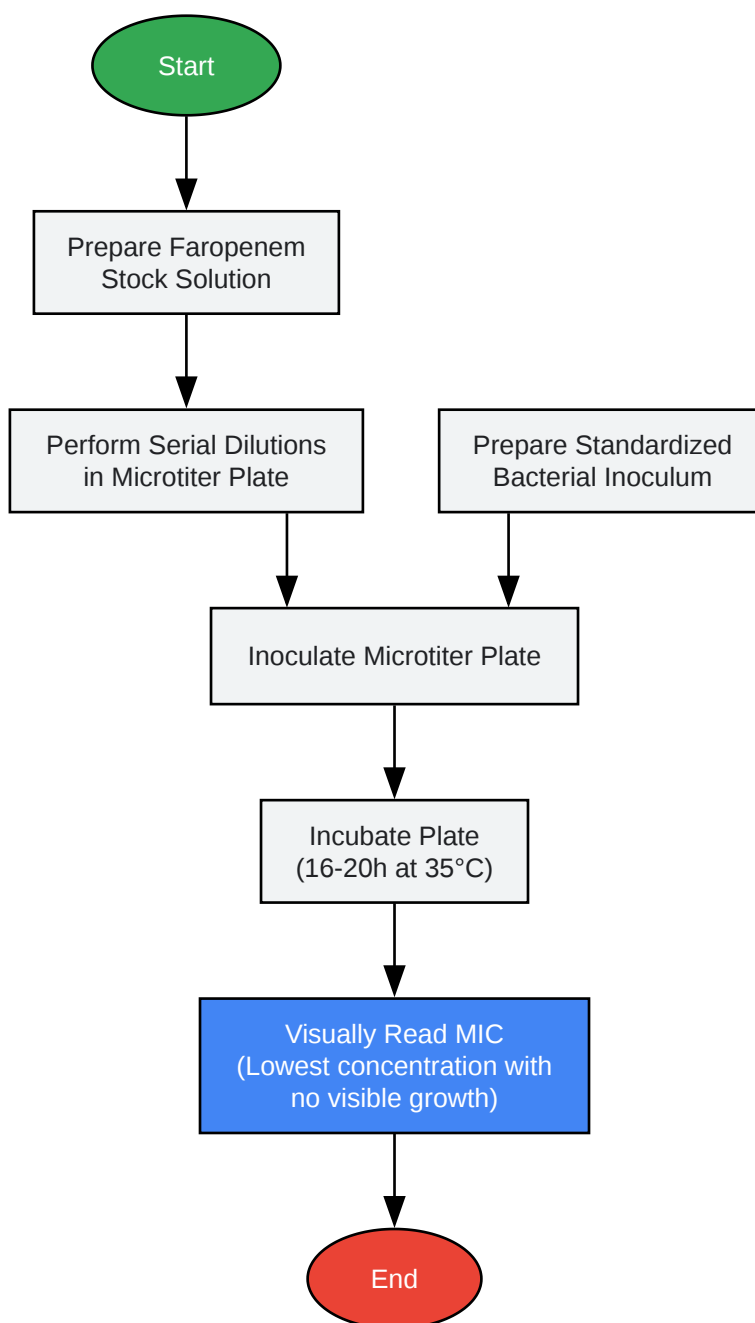 Start
Prepare Faropenem
Stock Solution
Perform Serial Dilutions
in Microtiter Plate
Prepare Standardized
Bacterial Inoculum
Inoculate Microtiter Plate
Incubate Plate
(16-20h at 35°C)
Visually Read MIC
(Lowest concentration with
no visible growth)
End